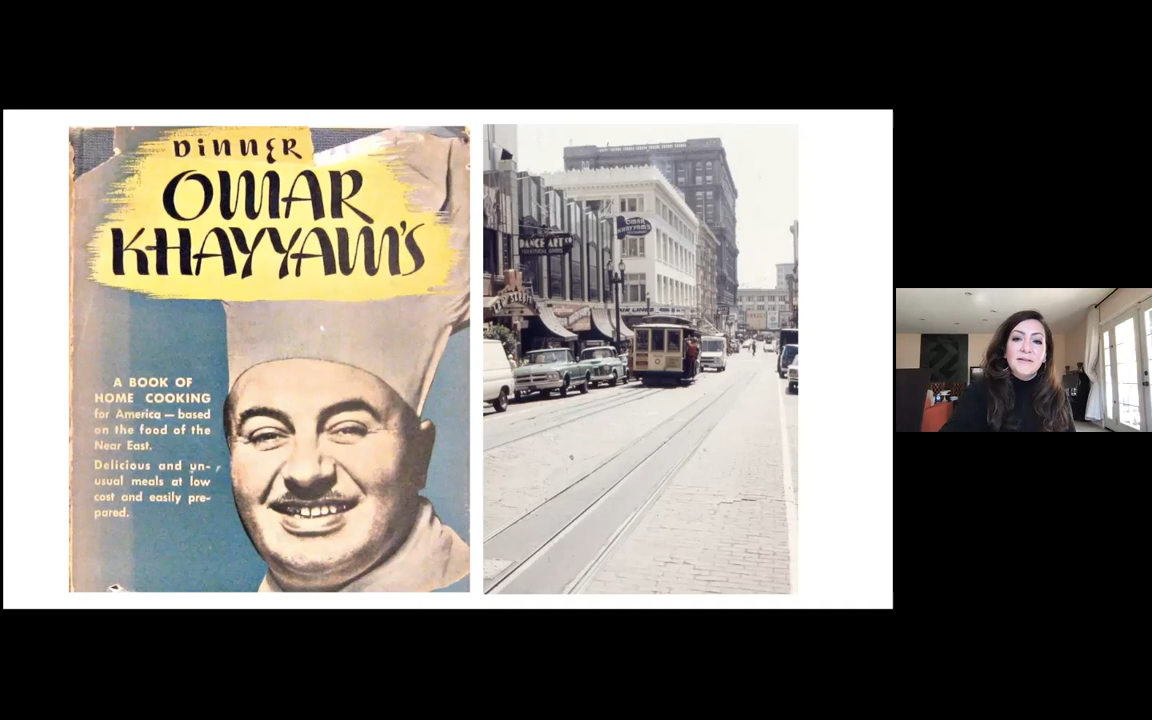 DINNER
OMAR
KHAYYAM'S
A BOOK OF
HOME COOKING
for America — based
on the food of the
Near East.
Delicious and un-
usual meals at low
cost and easily pre-
pared.
OMAR
KHAYYAM'S
DANCE ART CO